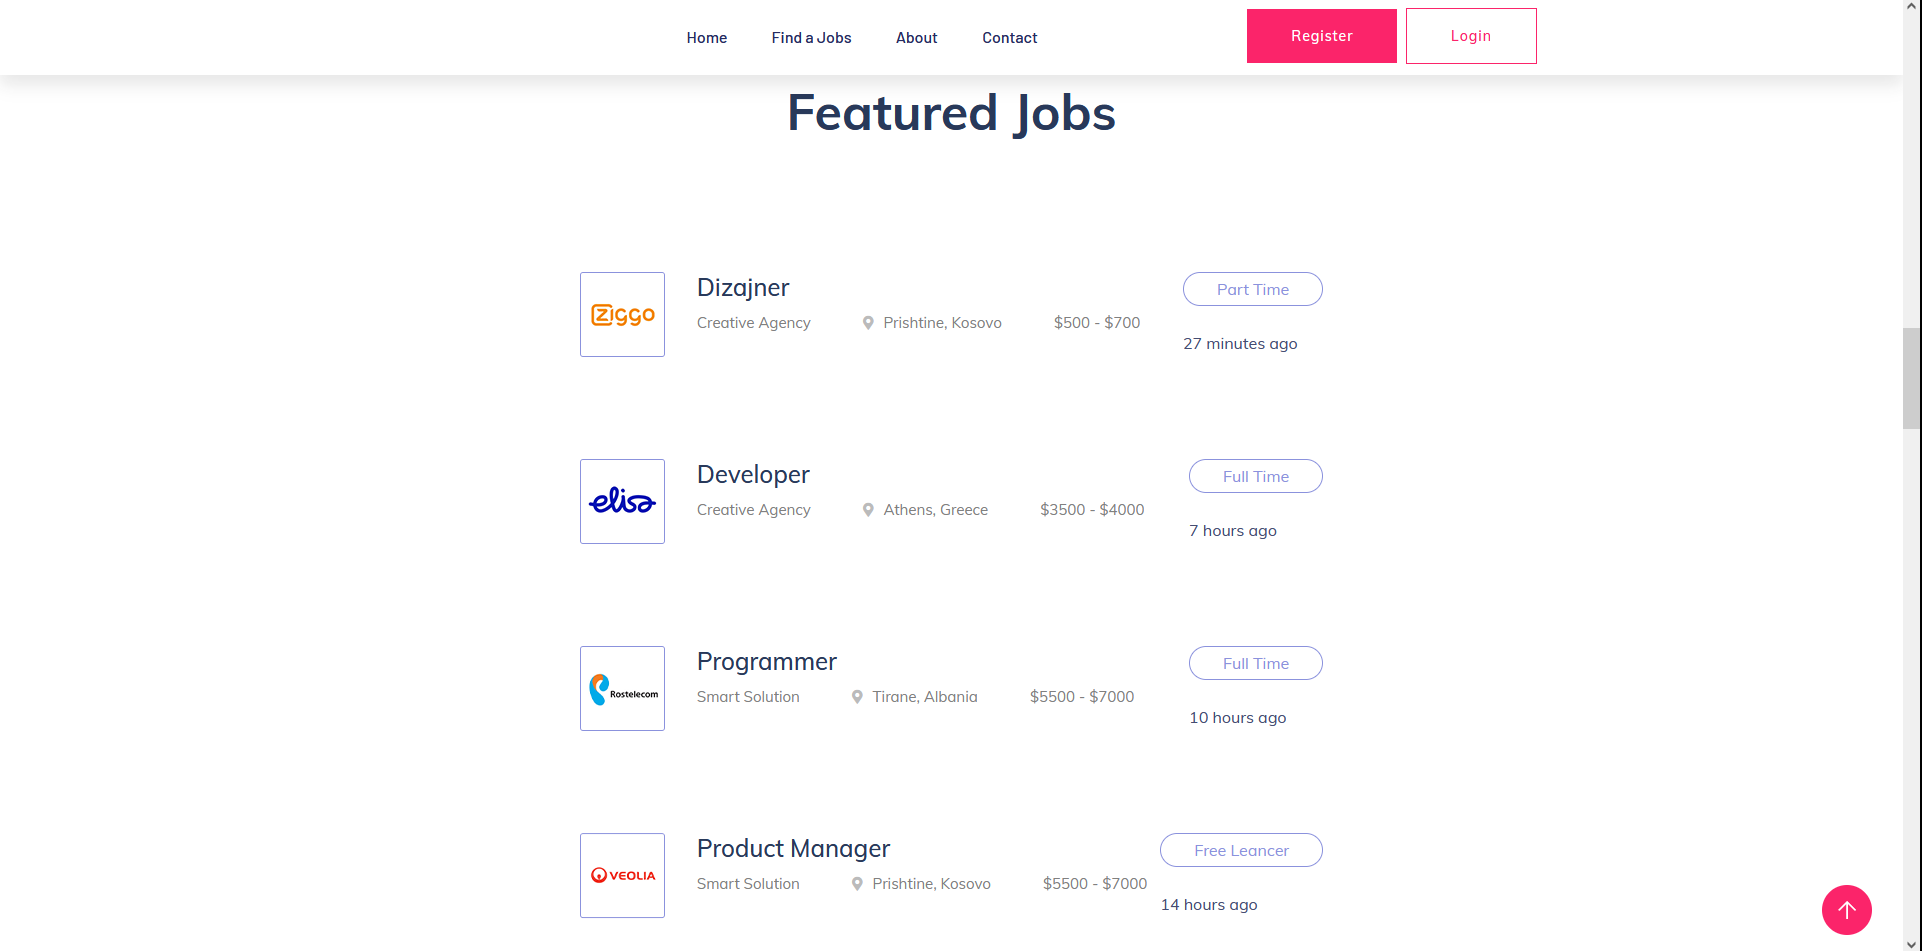 Home Find a Jobs About Contact Register Login
Featured Jobs
ziggo
Dizajner
Part Time
Creative Agency Prishtine, Kosovo $500 - $700
27 minutes ago
elisa
Developer
Full Time
Creative Agency Athens, Greece $3500 - $4000
7 hours ago
Rostelecom
Programmer
Full Time
Smart Solution Tirane, Albania $5500 - $7000
10 hours ago
VEOLIA
Product Manager
Free Leancer
Smart Solution Prishtine, Kosovo $5500 - $7000
14 hours ago